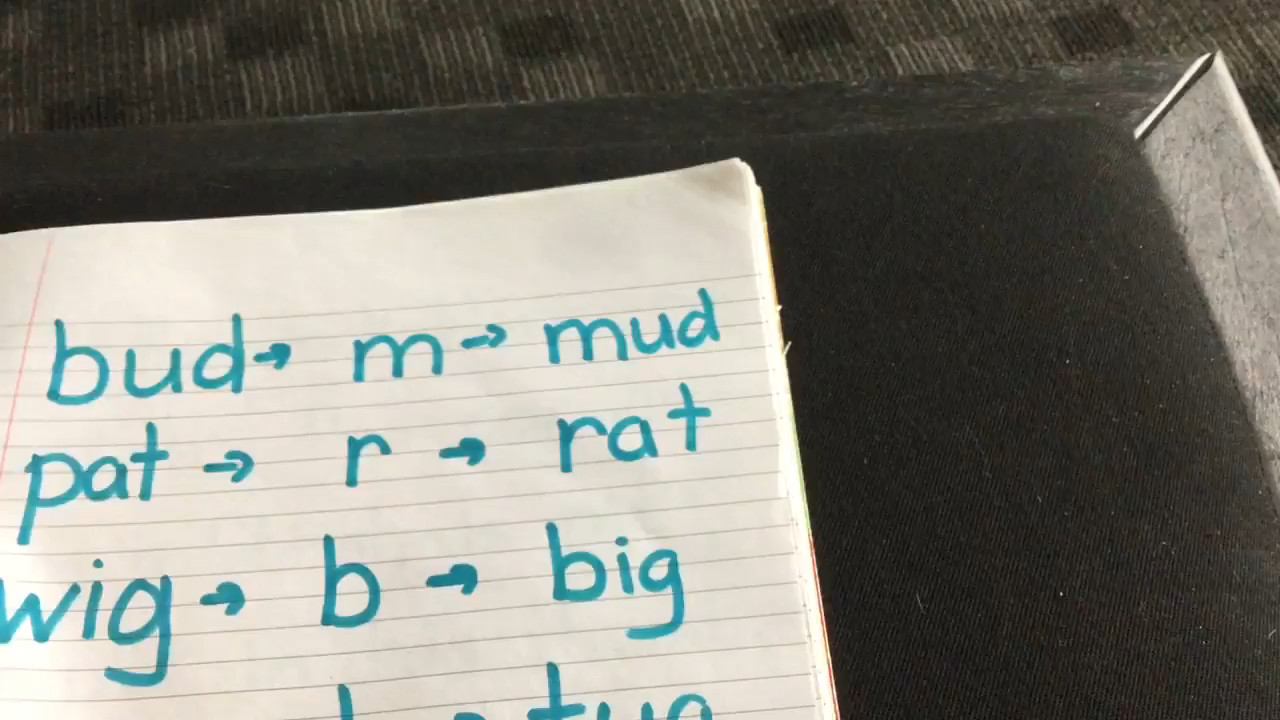 bud → m → mud
pat → r → rat
wig → b → big